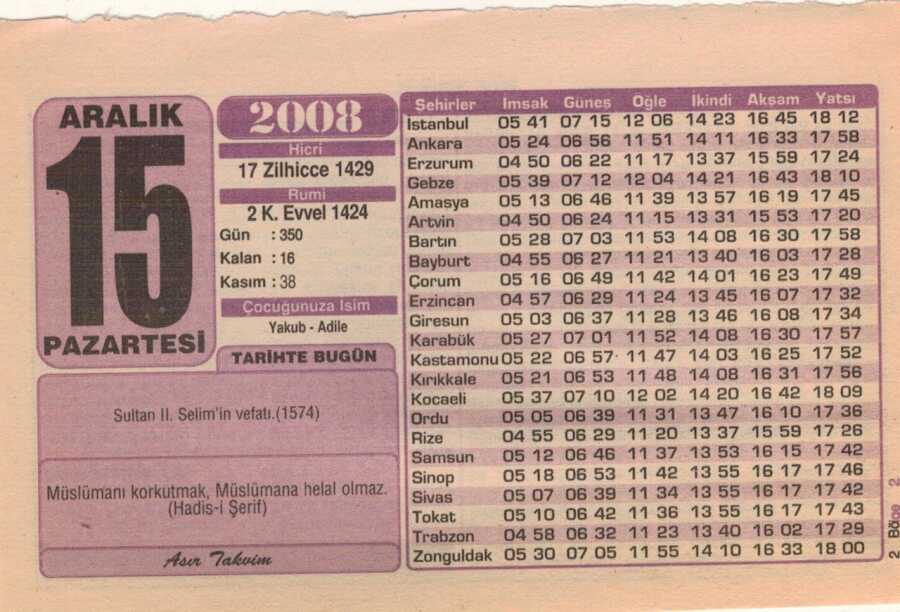 ARALIK
15
PAZARTESİ
2008
Hicri
17 Zilhicce 1429
Rumi
2 K. Evvel 1424
Gün : 350
Kalan : 16
Kasım : 38
Çocuğunuza İsim
Yakub - Adile
TARİHTE BUGÜN
Sultan II. Selim'in vefatı.(1574)
Müslümanı korkutmak, Müslümana helal olmaz.
(Hadis-i Şerif)
Asır Takvim
Şehirler İmsak Güneş Öğle İkindi Akşam Yatsı
İstanbul 05 41 07 15 12 06 14 23 16 45 18 12
Ankara 05 24 06 56 11 51 14 11 16 33 17 58
Erzurum 04 50 06 22 11 17 13 37 15 59 17 24
Gebze 05 39 07 12 12 04 14 21 16 43 18 10
Amasya 05 13 06 46 11 39 13 57 16 19 17 45
Artvin 04 50 06 24 11 15 13 31 15 53 17 20
Bartın 05 28 07 03 11 53 14 08 16 30 17 58
Bayburt 04 55 06 27 11 21 13 40 16 03 17 28
Çorum 05 16 06 49 11 42 14 01 16 23 17 49
Erzincan 04 57 06 29 11 24 13 45 16 07 17 32
Giresun 05 03 06 37 11 28 13 46 16 08 17 34
Karabük 05 27 07 01 11 52 14 08 16 30 17 57
Kastamonu 05 22 06 57 11 47 14 03 16 25 17 52
Kırıkkale 05 21 06 53 11 48 14 08 16 31 17 56
Kocaeli 05 37 07 10 12 02 14 20 16 42 18 09
Ordu 05 05 06 39 11 31 13 47 16 10 17 36
Rize 04 55 06 29 11 20 13 37 15 59 17 26
Samsun 05 12 06 46 11 37 13 53 16 15 17 42
Sinop 05 18 06 53 11 42 13 55 16 17 17 46
Sivas 05 07 06 39 11 34 13 55 16 17 17 42
Tokat 05 10 06 42 11 36 13 55 16 17 17 43
Trabzon 04 58 06 32 11 23 13 40 16 02 17 29
Zonguldak 05 30 07 05 11 55 14 10 16 33 18 00